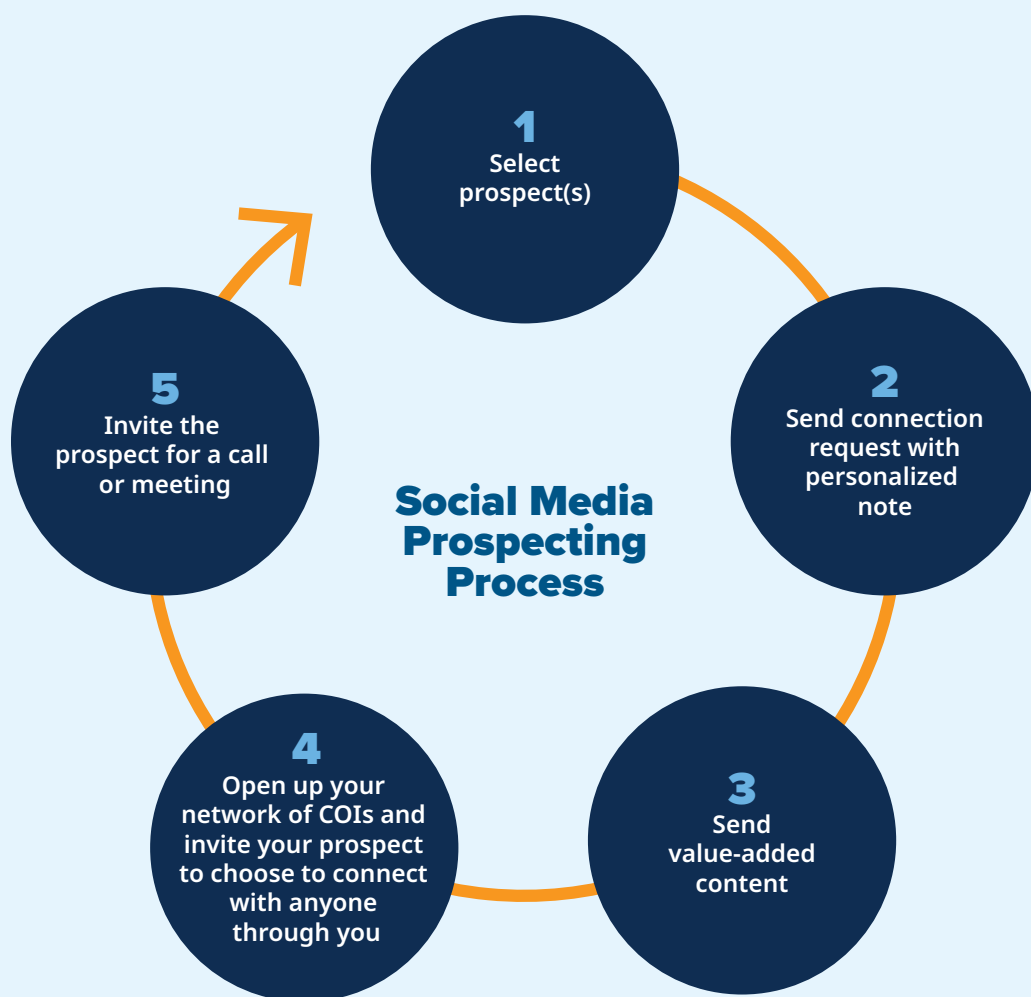 1
Select
prospect(s)
2
Send connection
request with
personalized
note
3
Send
value-added
content
4
Open up your
network of COIs and
invite your prospect
to choose to connect
with anyone
through you
5
Invite the
prospect for a call
or meeting
Social Media
Prospecting
Process